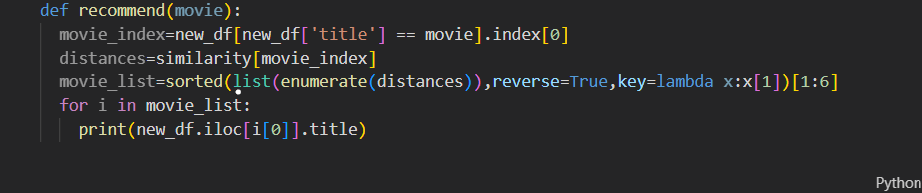 def recommend(movie):
  movie_index=new_df[new_df['title'] == movie].index[0]
  distances=similarity[movie_index]
  movie_list=sorted(list(enumerate(distances)),reverse=True,key=lambda x:x[1])[1:6]
  for i in movie_list:
    print(new_df.iloc[i[0]].title)
Python